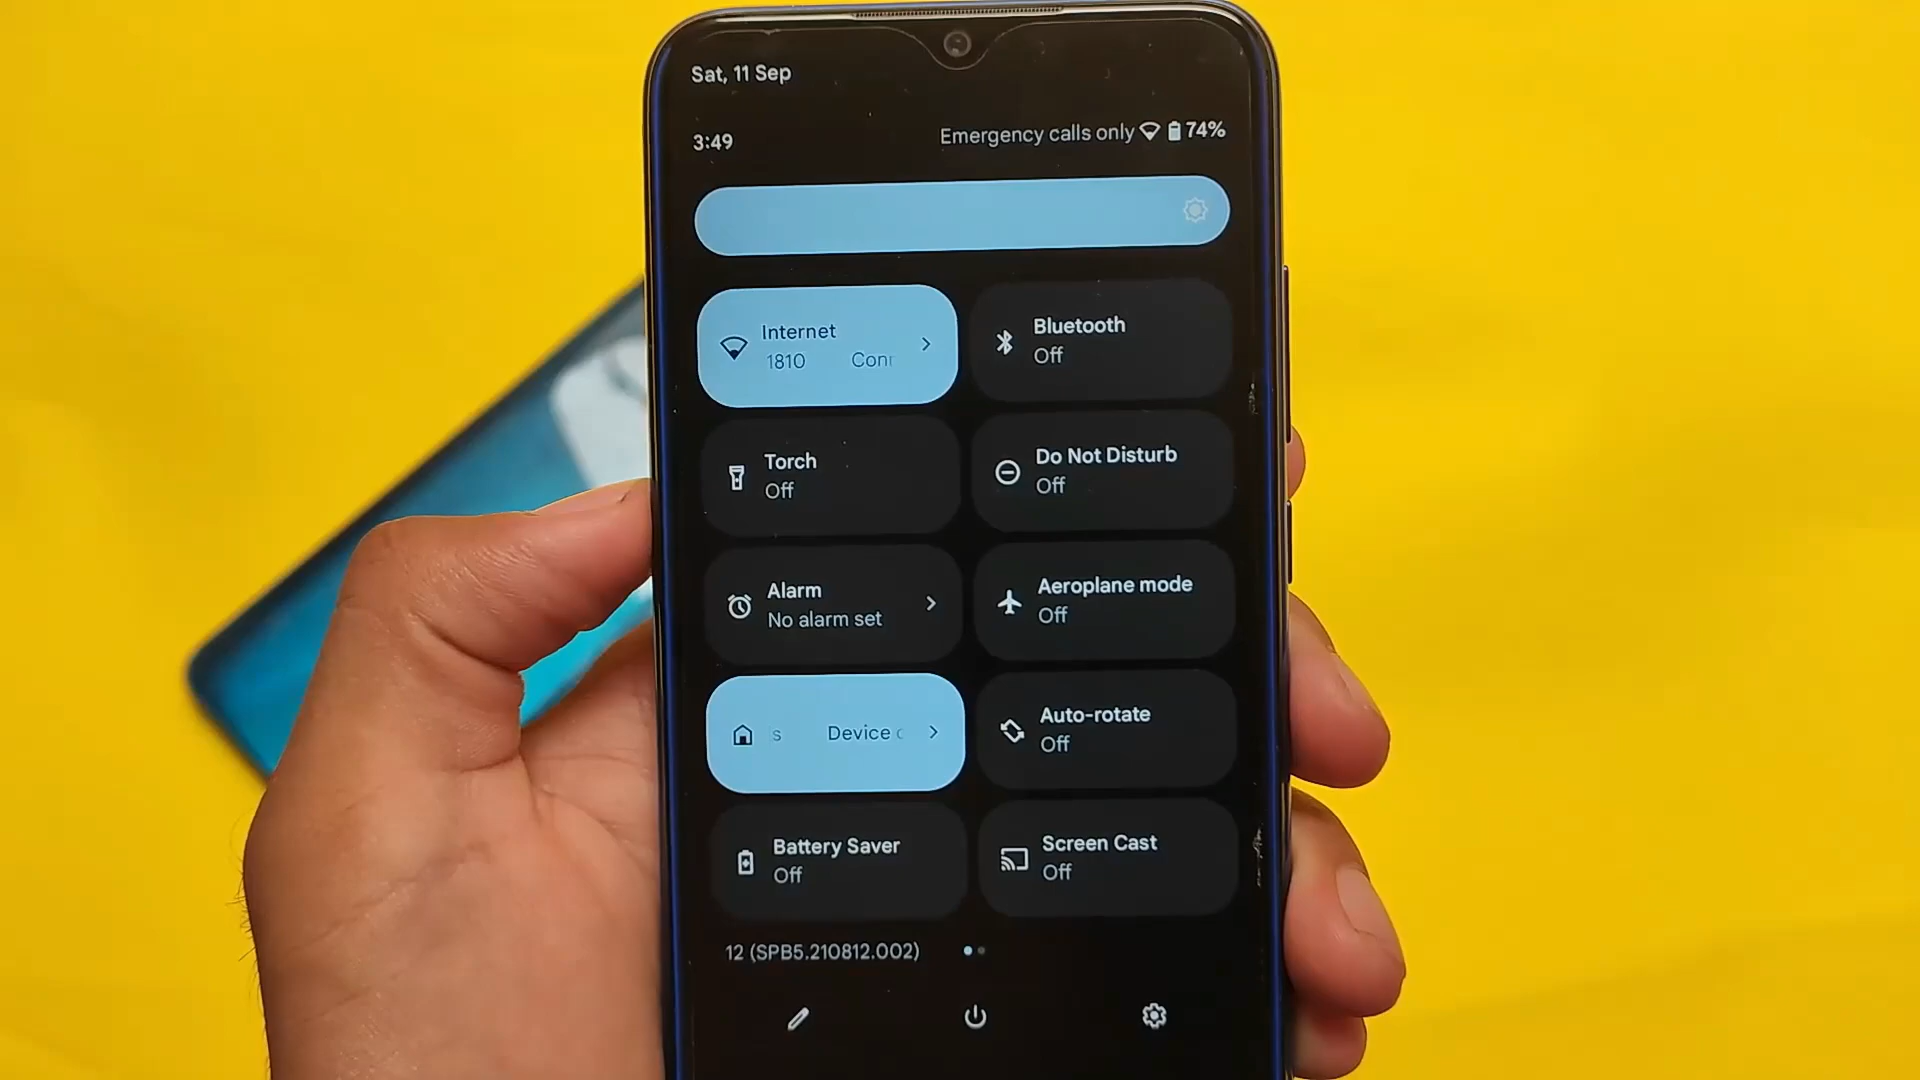 Sat, 11 Sep
3:49
Emergency calls only 74%
Internet
1810
Bluetooth
Off
Torch
Off
Do Not Disturb
Off
Alarm
No alarm set
Aeroplane mode
Off
s Device
Auto-rotate
Off
Battery Saver
Off
Screen Cast
Off
12 (SPB5.210812.002)